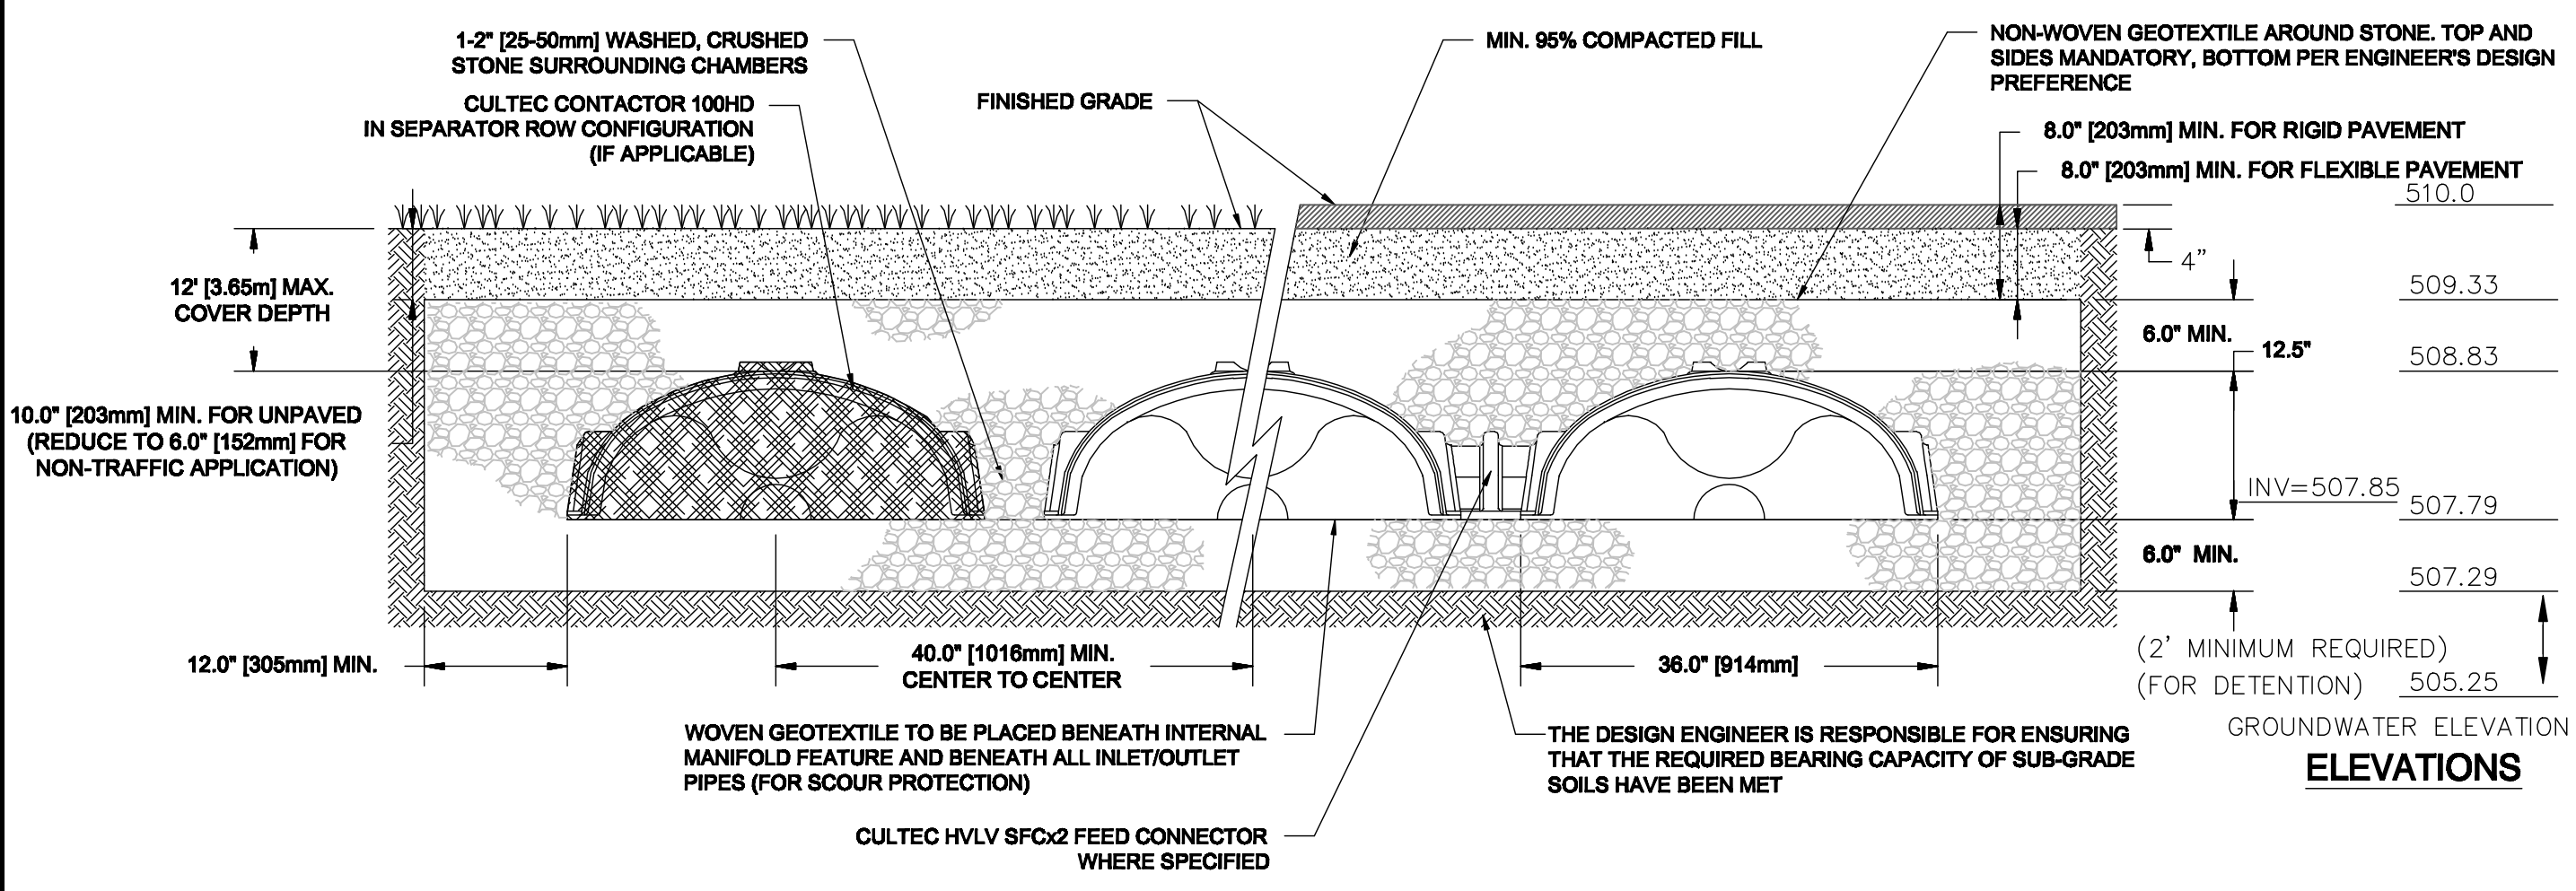 1-2" [25-50mm] WASHED, CRUSHED
STONE SURROUNDING CHAMBERS
CULTEC CONTACTOR 100HD
IN SEPARATOR ROW CONFIGURATION
(IF APPLICABLE)
FINISHED GRADE
MIN. 95% COMPACTED FILL
NON-WOVEN GEOTEXTILE AROUND STONE. TOP AND
SIDES MANDATORY, BOTTOM PER ENGINEER'S DESIGN
PREFERENCE
8.0" [203mm] MIN. FOR RIGID PAVEMENT
8.0" [203mm] MIN. FOR FLEXIBLE PAVEMENT
510.0
4"
509.33
12' [3.65m] MAX.
COVER DEPTH
6.0" MIN.
12.5"
508.83
10.0" [203mm] MIN. FOR UNPAVED
(REDUCE TO 6.0" [152mm] FOR
NON-TRAFFIC APPLICATION)
INV=507.85
507.79
6.0" MIN.
507.29
12.0" [305mm] MIN.
40.0" [1016mm] MIN.
CENTER TO CENTER
36.0" [914mm]
(2' MINIMUM REQUIRED)
(FOR DETENTION)
505.25
GROUNDWATER ELEVATION
ELEVATIONS
WOVEN GEOTEXTILE TO BE PLACED BENEATH INTERNAL
MANIFOLD FEATURE AND BENEATH ALL INLET/OUTLET
PIPES (FOR SCOUR PROTECTION)
THE DESIGN ENGINEER IS RESPONSIBLE FOR ENSURING
THAT THE REQUIRED BEARING CAPACITY OF SUB-GRADE
SOILS HAVE BEEN MET
CULTEC HVLV SFCx2 FEED CONNECTOR
WHERE SPECIFIED